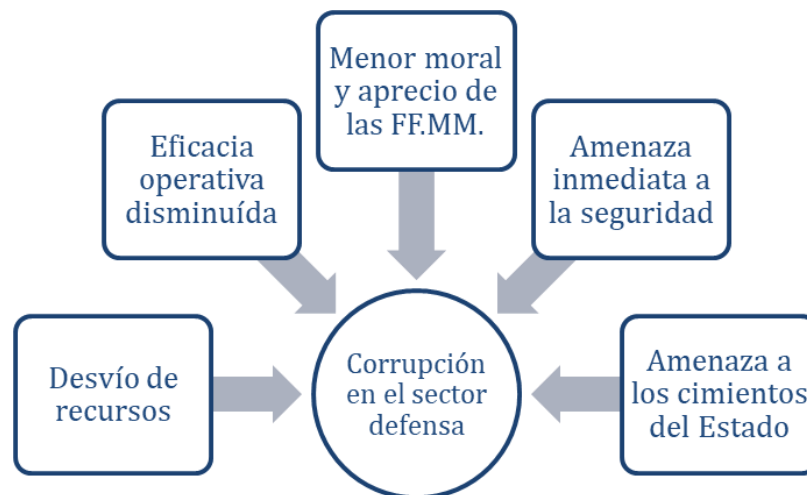 Menor moral
y aprecio de
las FF.MM.
Eficacia
operativa
disminuída
Amenaza
inmediata a
la seguridad
Desvío de
recursos
Corrupción
en el sector
defensa
Amenaza a
los cimientos
del Estado